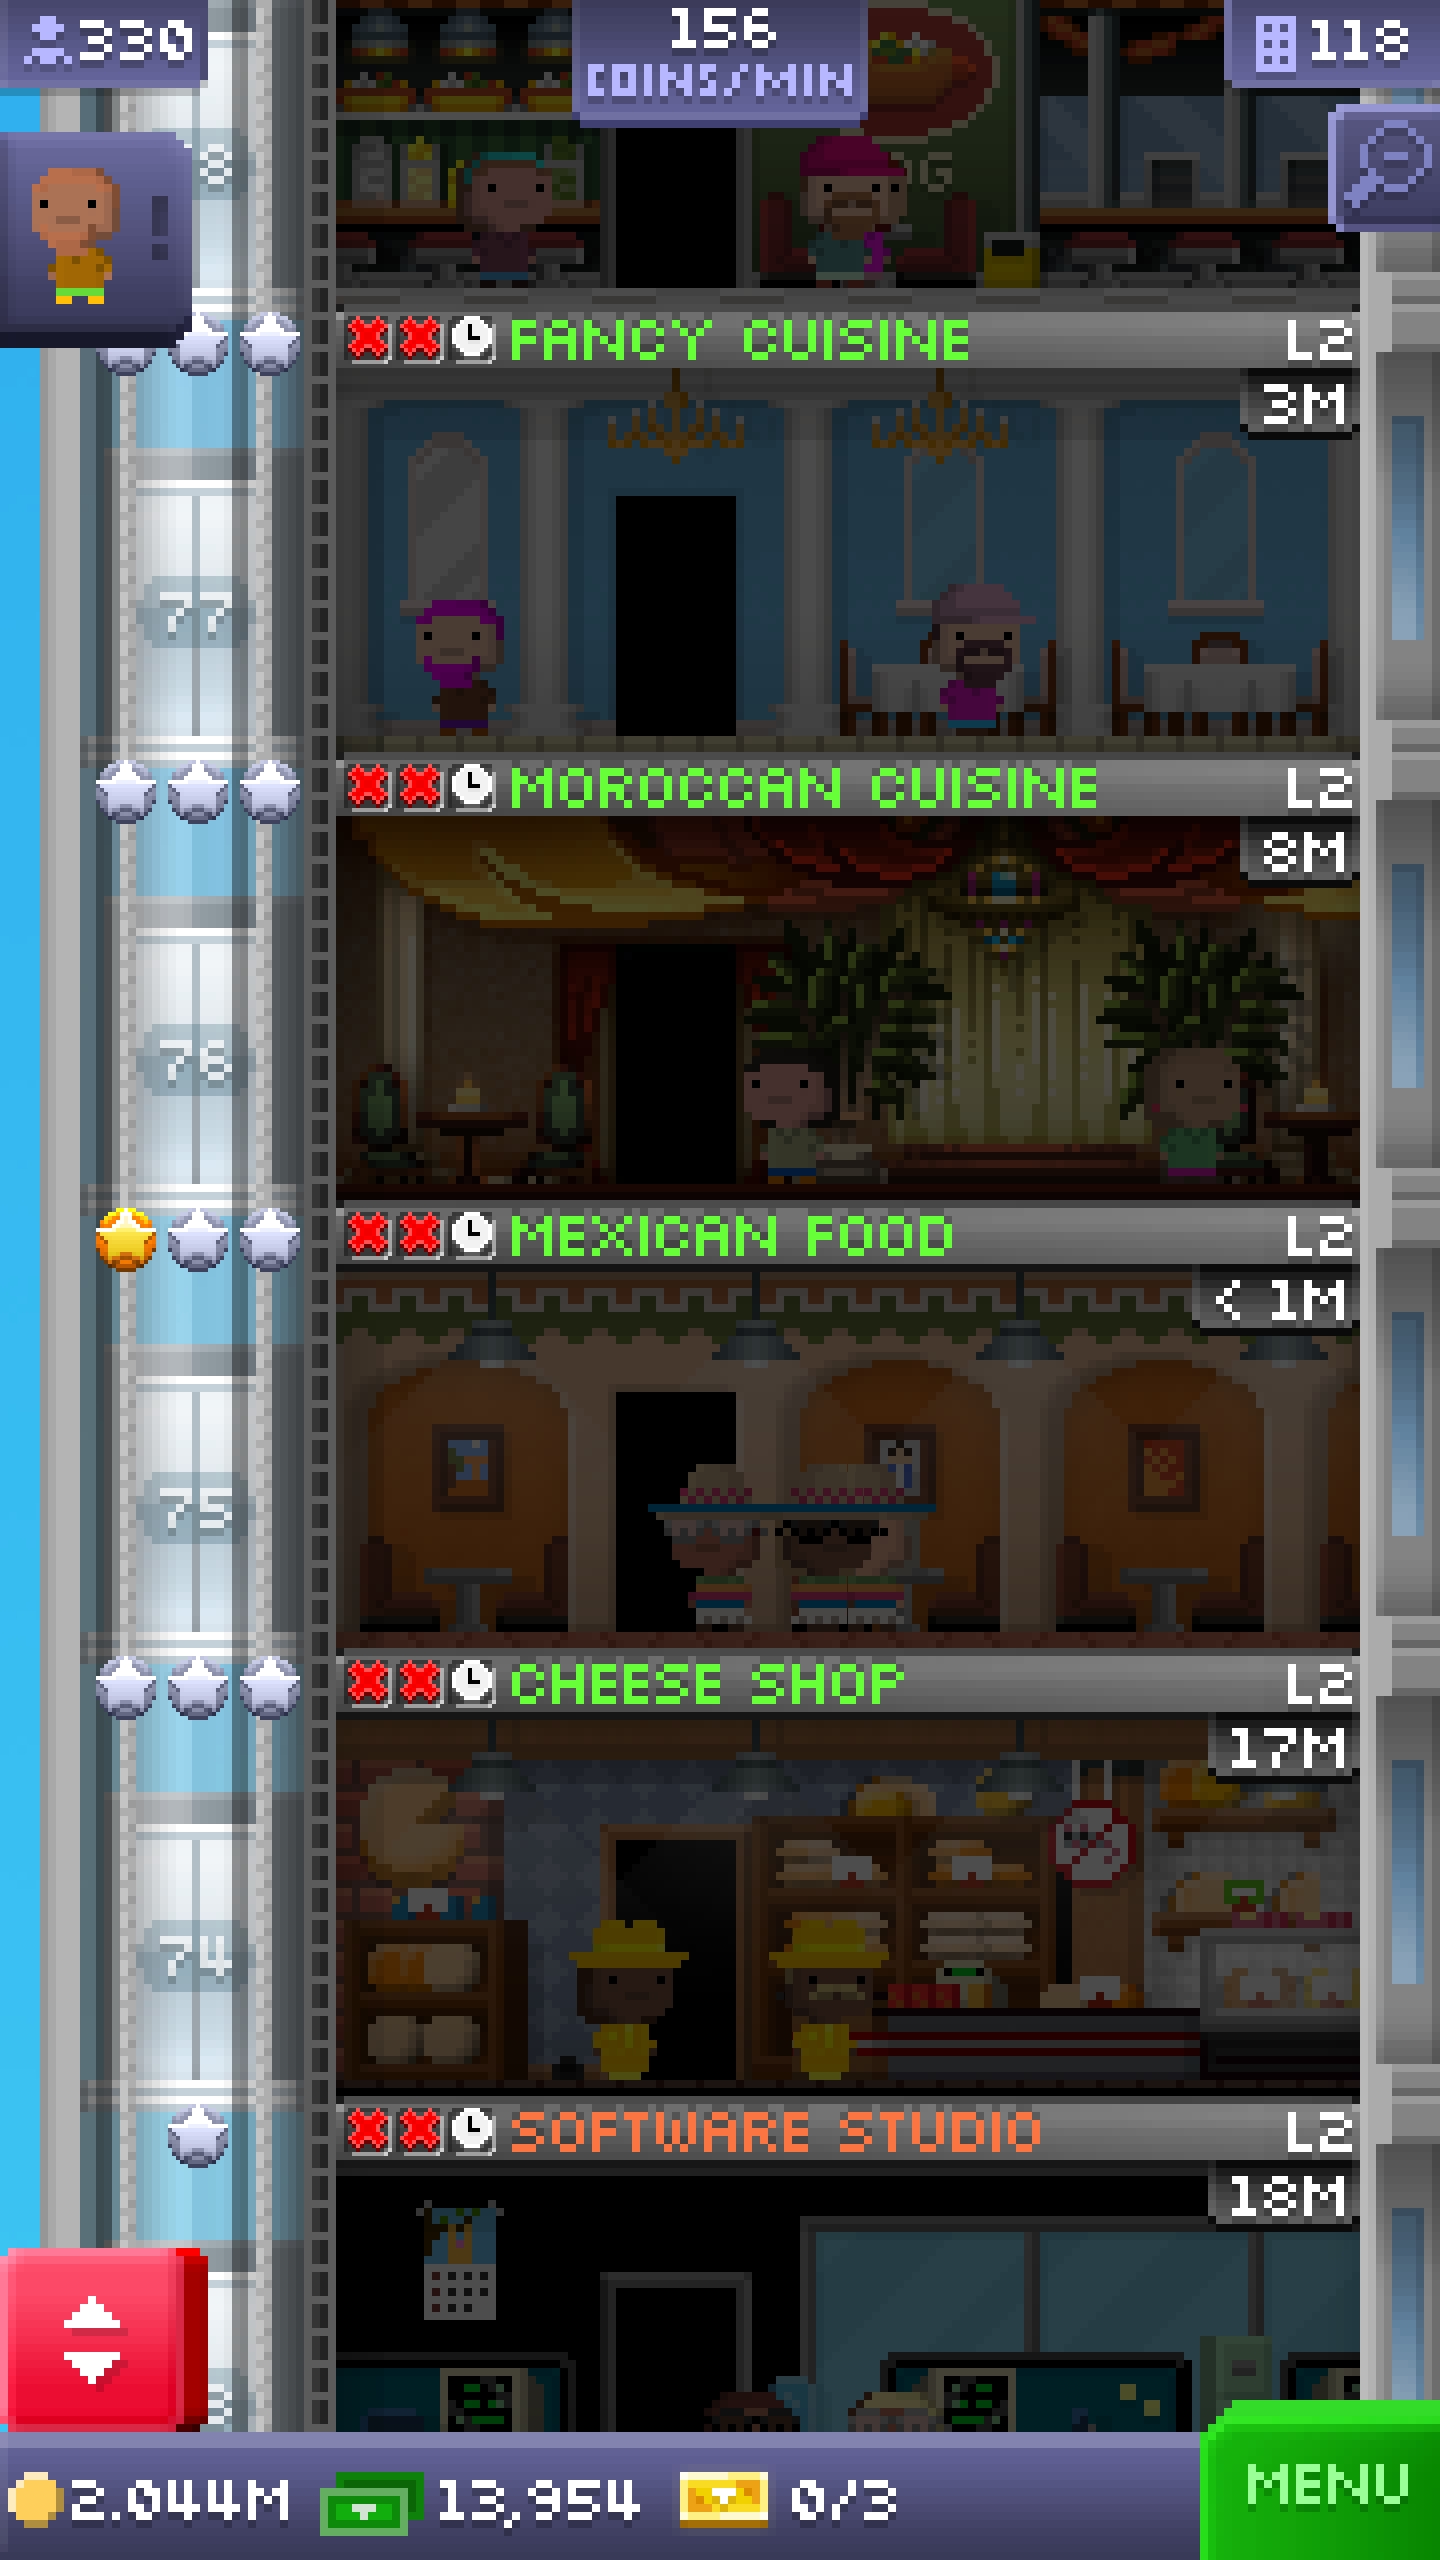 330
156
COINS/MIN
118
8
!
FANCY CUISINE L2
3M
77
MOROCCAN CUISINE L2
8M
76
MEXICAN FOOD L2
< 1M
75
CHEESE SHOP L2
17M
74
SOFTWARE STUDIO L2
18M
2.044M 13,954 0/3 MENU